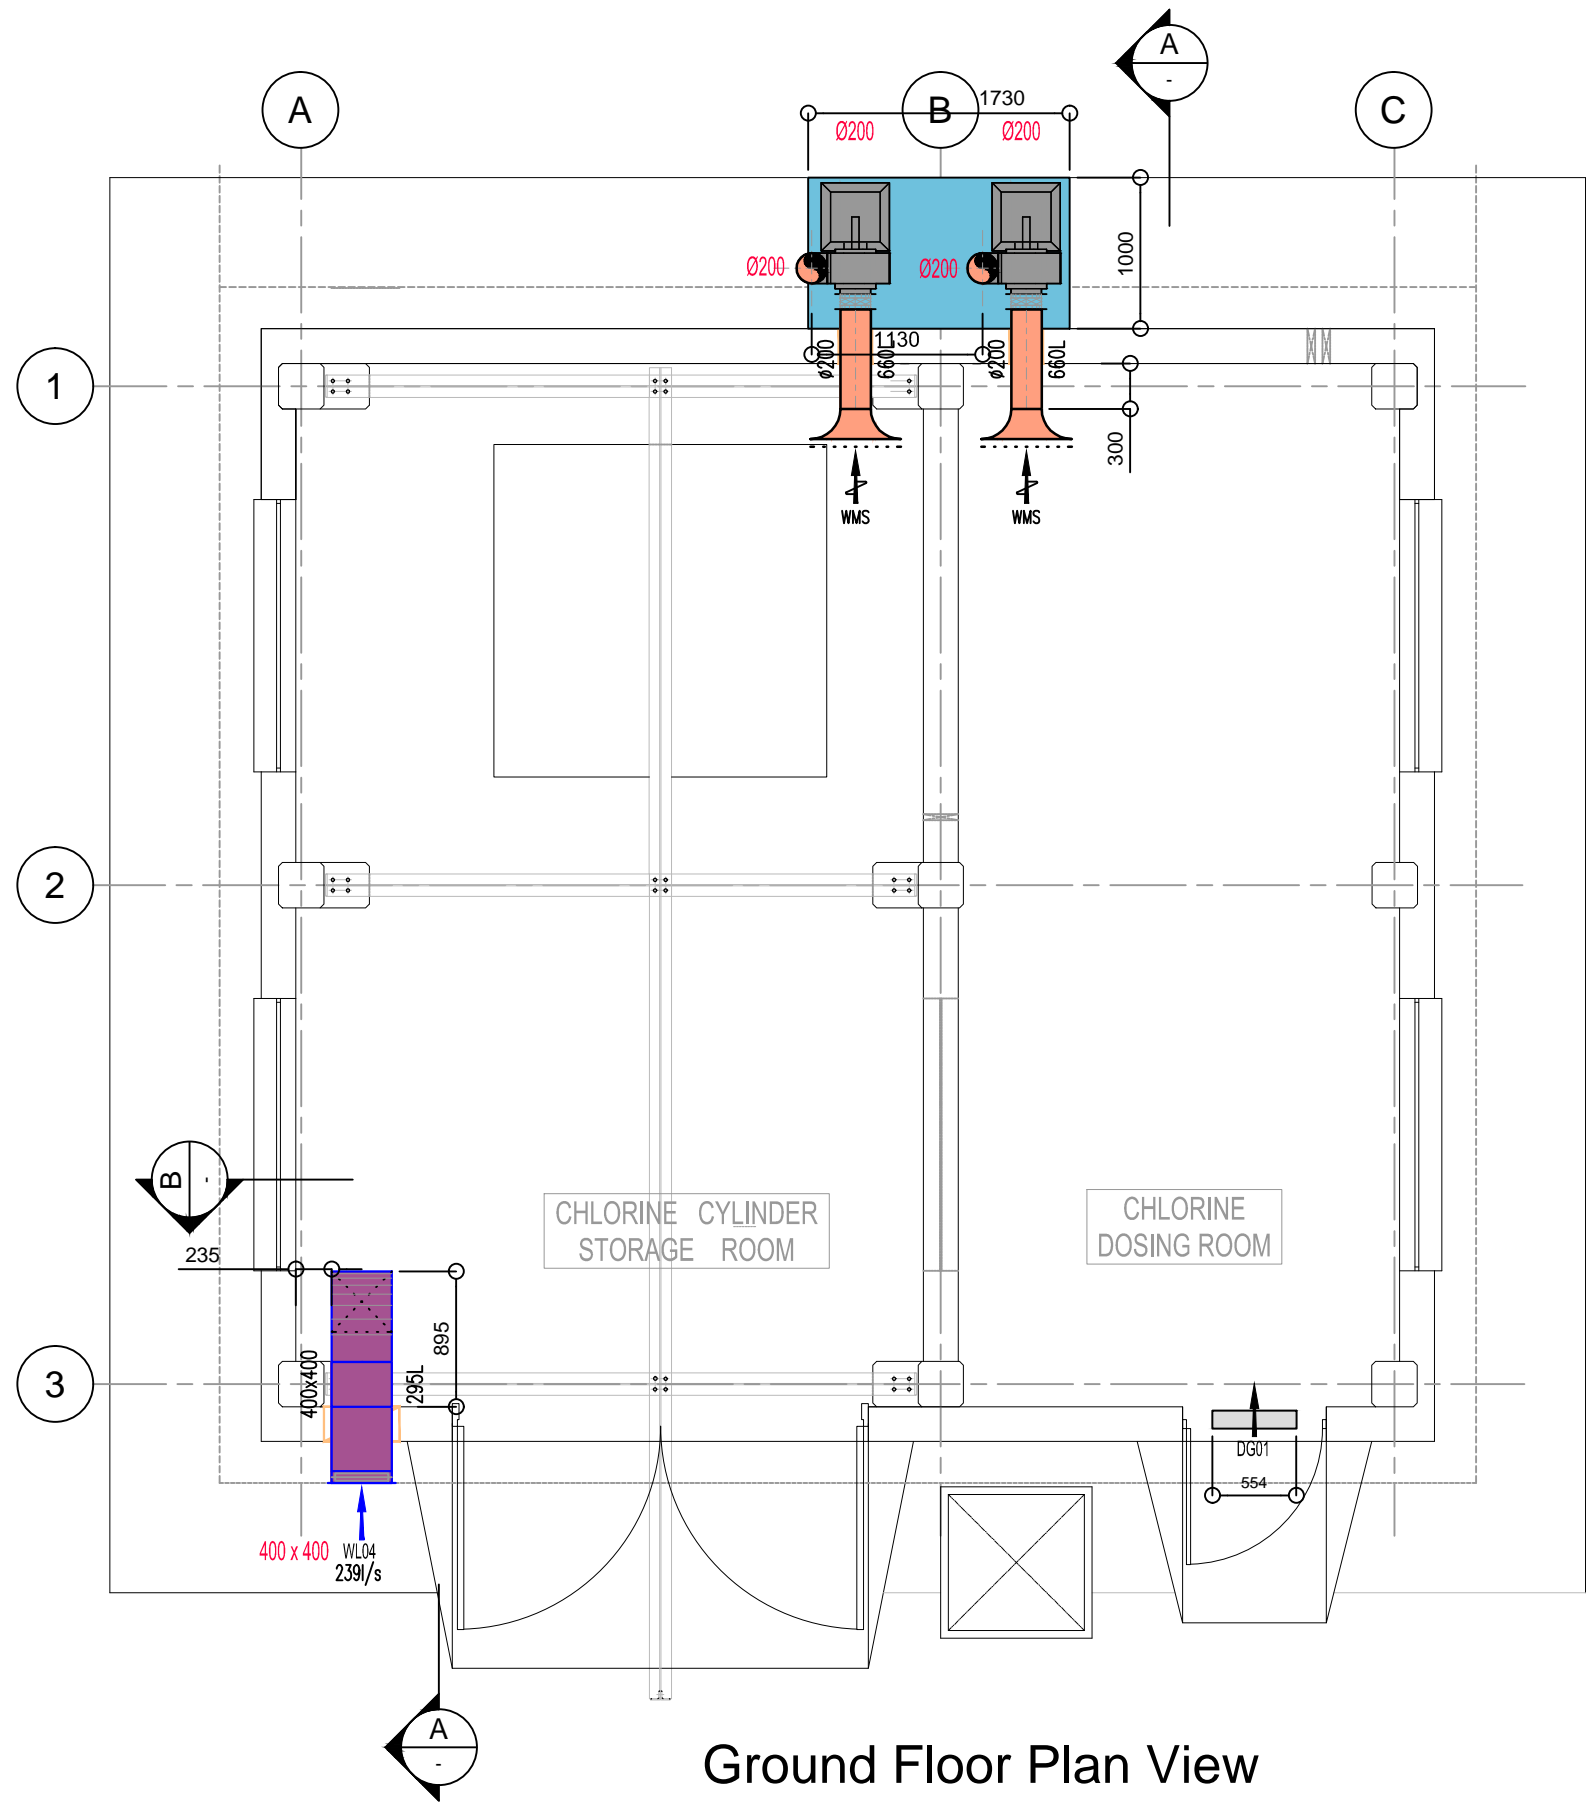 A
-
A
B
1730
C
Ø200
Ø200
1000
Ø200
Ø200
1130
ø200
660L
ø200
660L
1
300
WMS
WMS
2
B
-
CHLORINE CYLINDER
STORAGE ROOM
CHLORINE
DOSING ROOM
235
895
3
400x400
295L
DG01
554
400 x 400
WL04
239l/s
A
-
Ground Floor Plan View